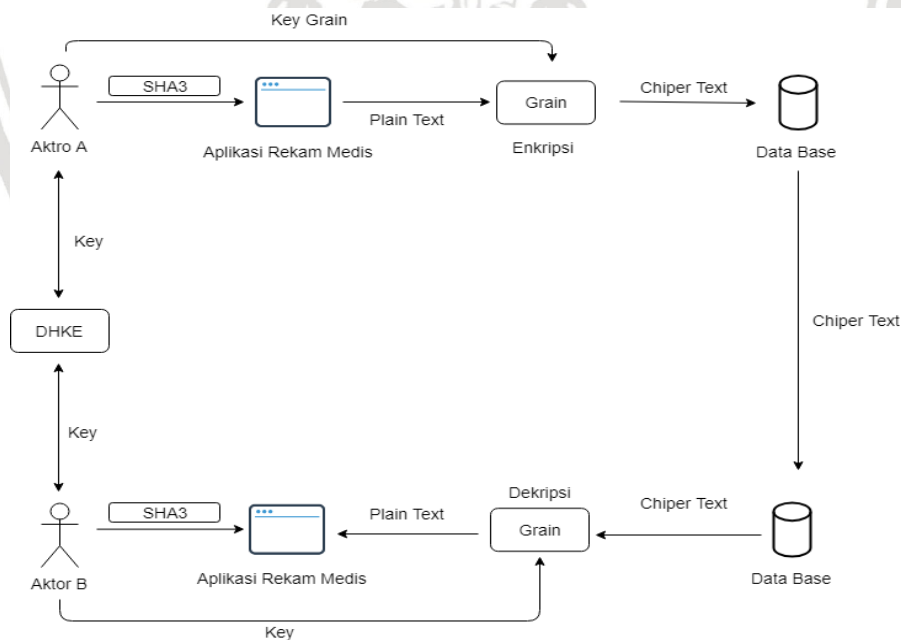 Key Grain
SHA3
Grain
Chiper Text
Plain Text
Aktro A
Aplikasi Rekam Medis
Enkripsi
Data Base
Key
DHKE
Chiper Text
Key
SHA3
Plain Text
Dekripsi
Grain
Chiper Text
Aktor B
Aplikasi Rekam Medis
Data Base
Key